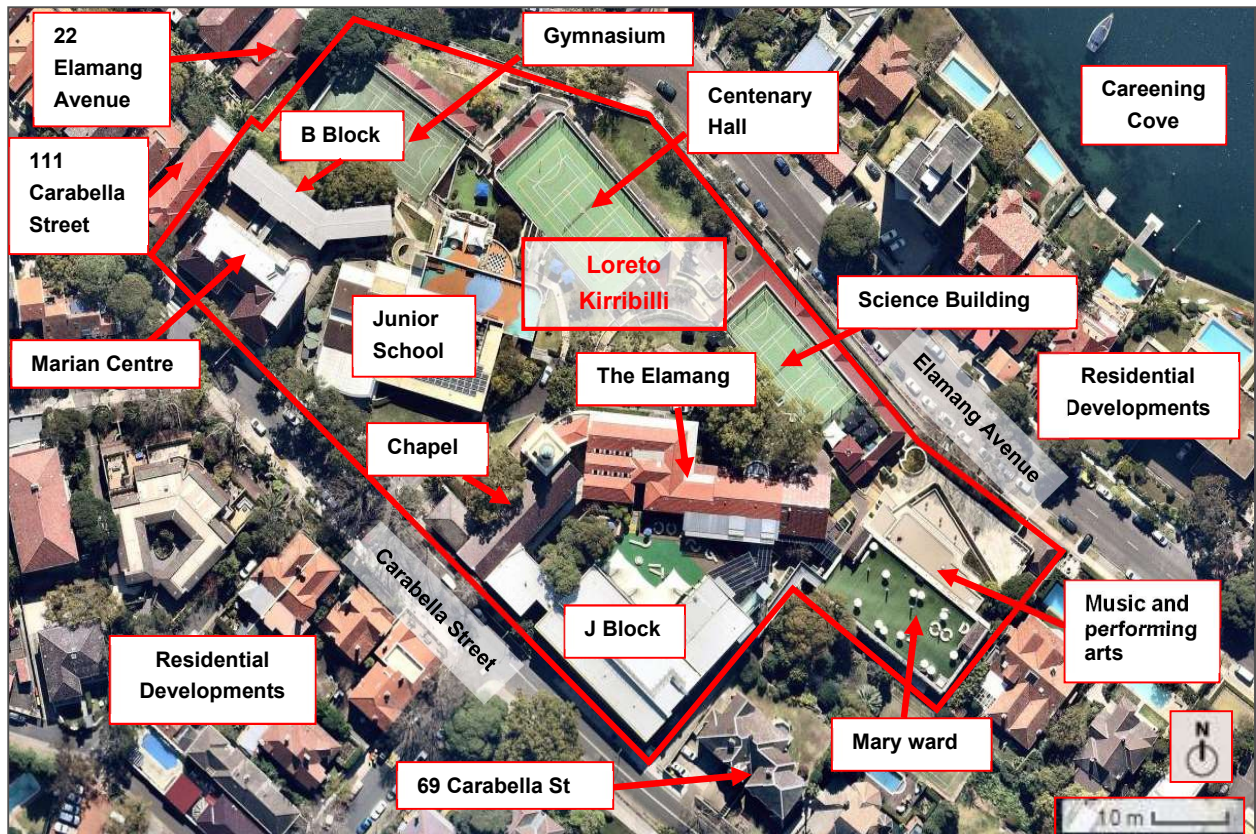 22
Elamang
Avenue
Gymnasium
Centenary
Hall
Careening
Cove
B Block
111
Carabella
Street
Loreto
Kirribilli
Science Building
Junior
School
Marian Centre
The Elamang
Elamang Avenue
Residential
Developments
Chapel
Carabella Street
J Block
Music and
performing
arts
Residential
Developments
Mary ward
N
69 Carabella St
10 m